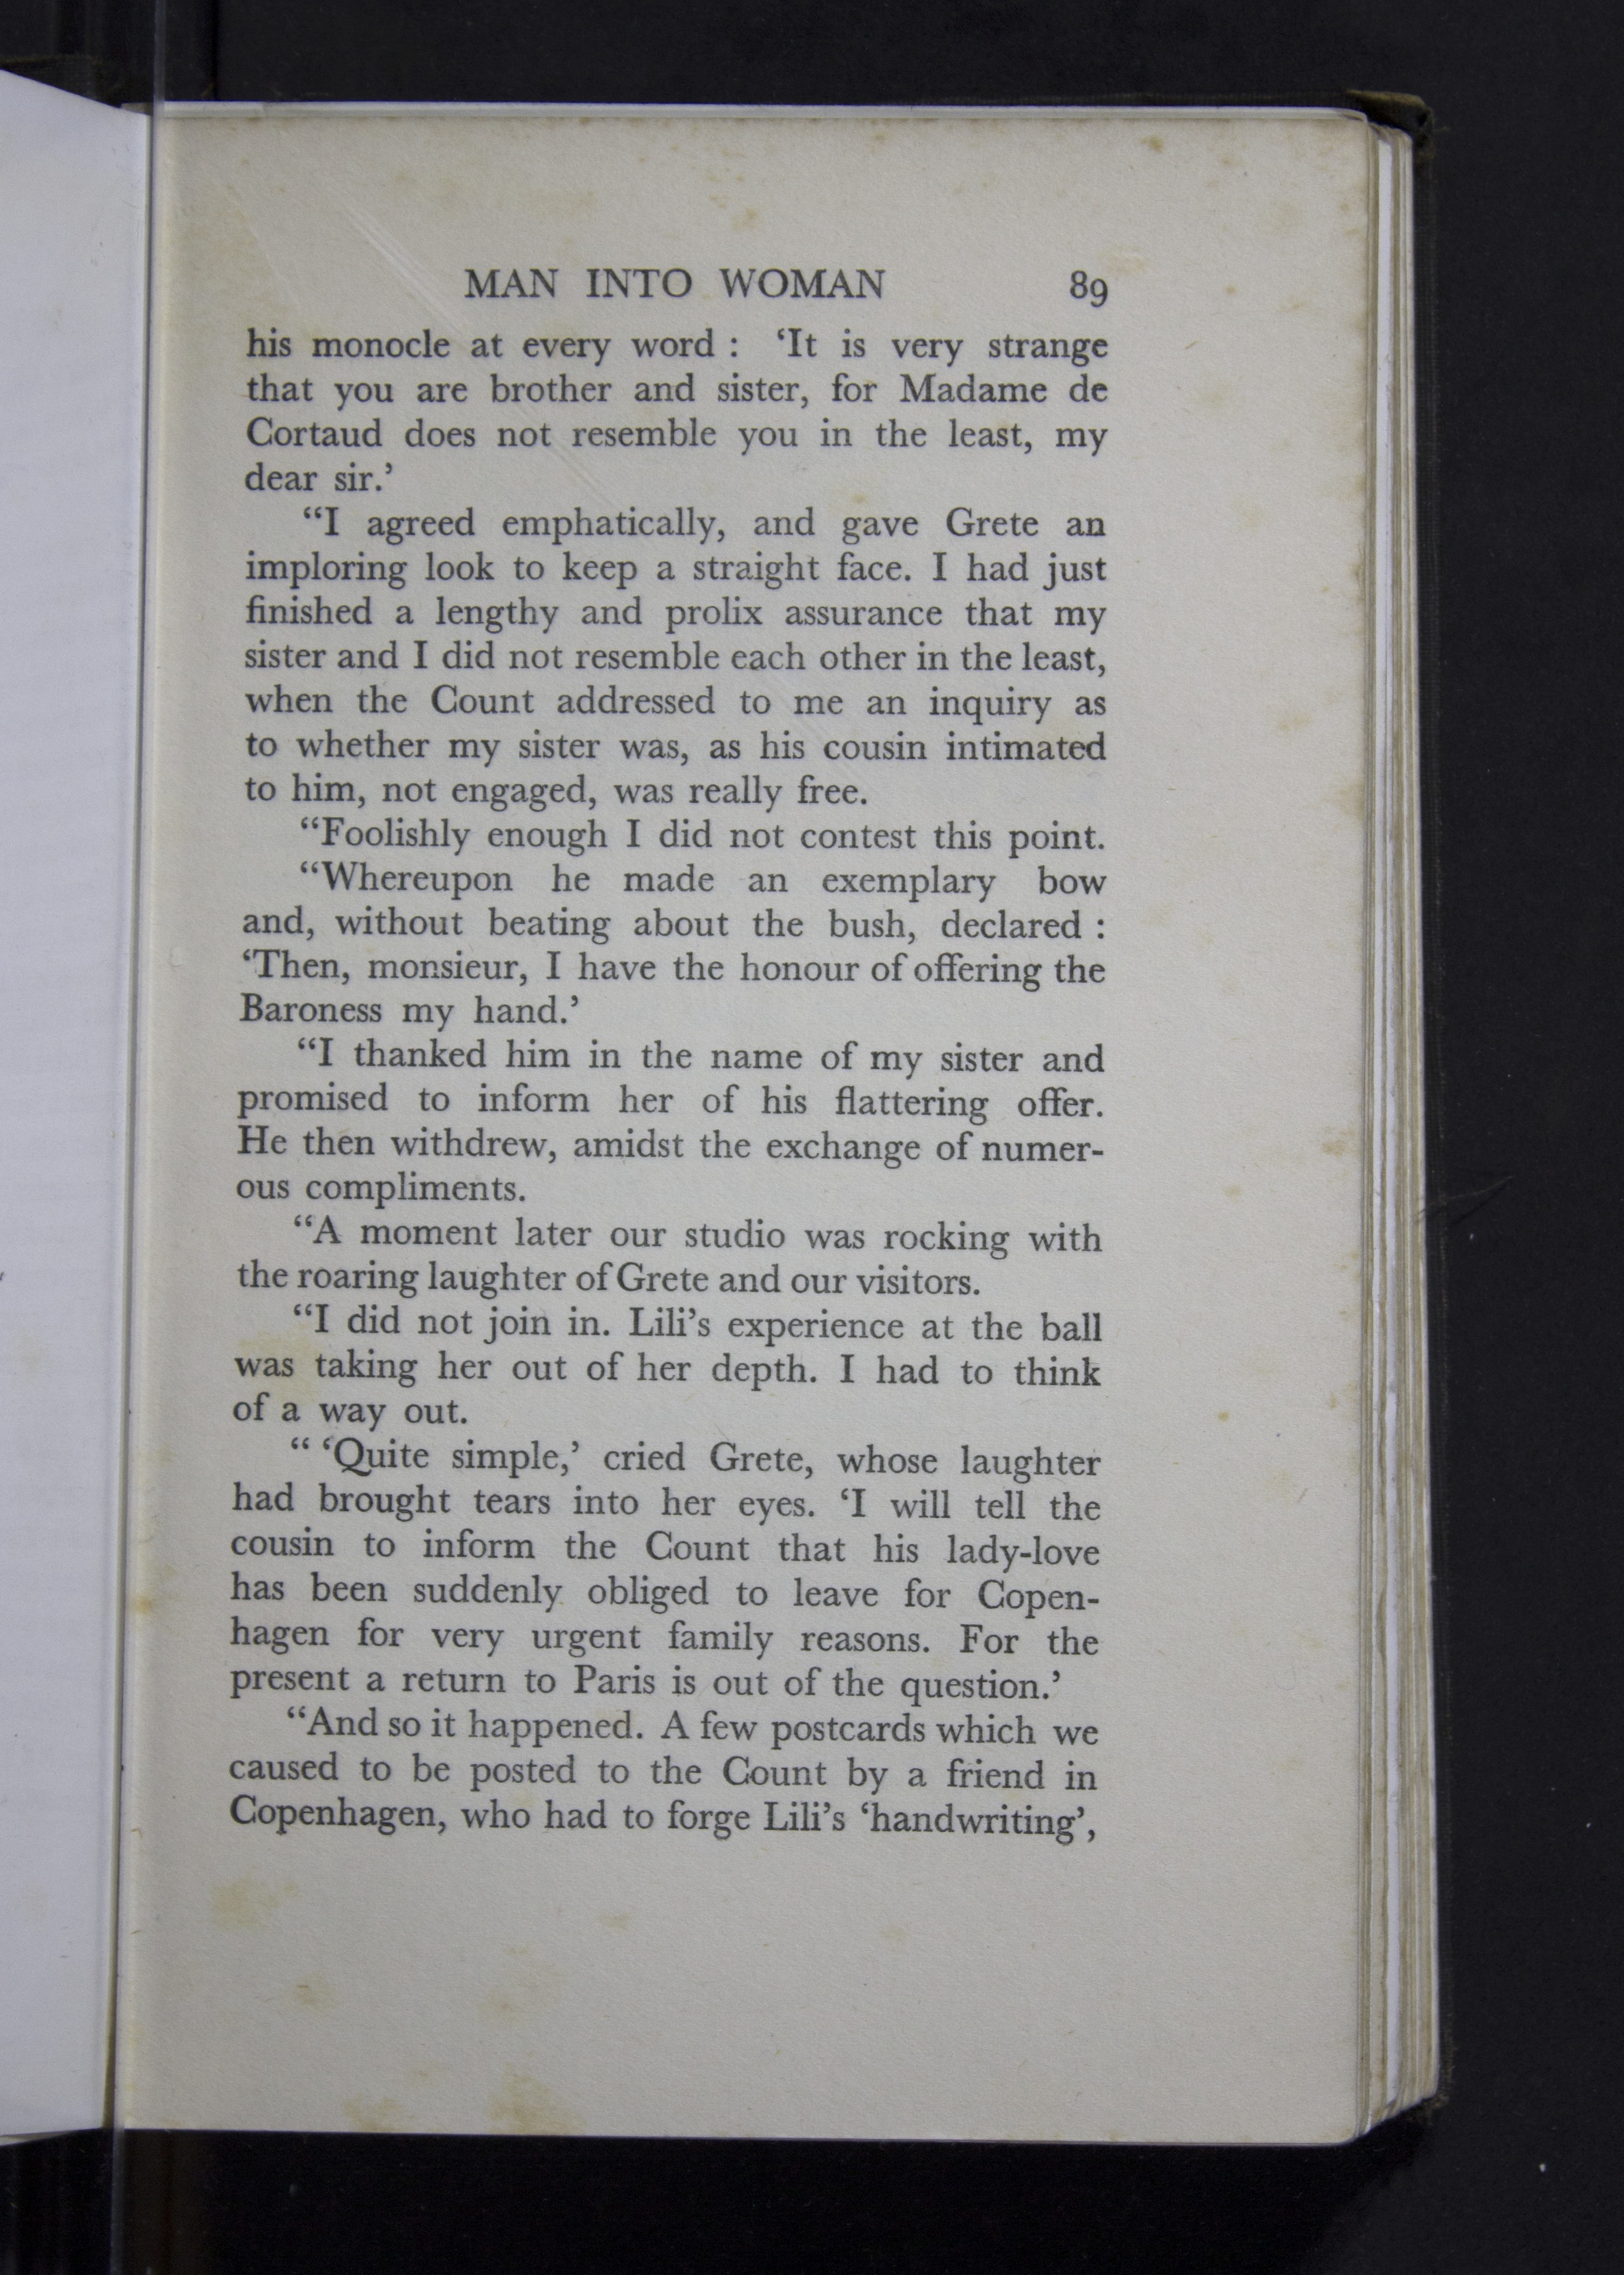 MAN INTO WOMAN 89
his monocle at every word : ‘It is very strange
that you are brother and sister, for Madame de
Cortaud does not resemble you in the least, my
dear sir.’
“I agreed emphatically, and gave Grete an
imploring look to keep a straight face. I had just
finished a lengthy and prolix assurance that my
sister and I did not resemble each other in the least,
when the Count addressed to me an inquiry as
to whether my sister was, as his cousin intimated
to him, not engaged, was really free.
“Foolishly enough I did not contest this point.
“Whereupon he made an exemplary bow
and, without beating about the bush, declared :
‘Then, monsieur, I have the honour of offering the
Baroness my hand.’
“I thanked him in the name of my sister and
promised to inform her of his flattering offer.
He then withdrew, amidst the exchange of numer-
ous compliments.
“A moment later our studio was rocking with
the roaring laughter of Grete and our visitors.
“I did not join in. Lili’s experience at the ball
was taking her out of her depth. I had to think
of a way out.
“ ‘Quite simple,’ cried Grete, whose laughter
had brought tears into her eyes. ‘I will tell the
cousin to inform the Count that his lady-love
has been suddenly obliged to leave for Copen-
hagen for very urgent family reasons. For the
present a return to Paris is out of the question.’
“And so it happened. A few postcards which we
caused to be posted to the Count by a friend in
Copenhagen, who had to forge Lili’s ‘handwriting’,